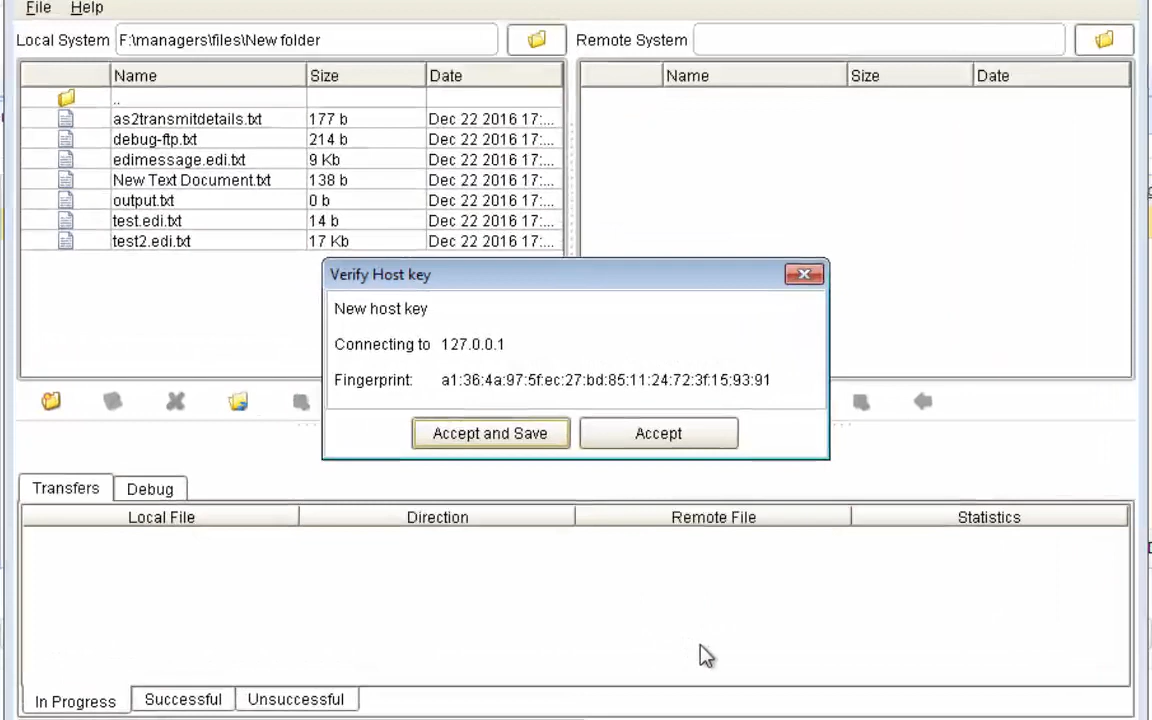 File Help
Local System F:\managers\files\New folder Remote System
Name Size Date Name Size Date
..
as2transmitdetails.txt 177 b Dec 22 2016 17:...
debug-ftp.txt 214 b Dec 22 2016 17:...
edimessage.edi.txt 9 Kb Dec 22 2016 17:...
New Text Document.txt 138 b Dec 22 2016 17:...
output.txt 0 b Dec 22 2016 17:...
test.edi.txt 14 b Dec 22 2016 17:...
test2.edi.txt 17 Kb Dec 22 2016 17:...
Verify Host key
New host key
Connecting to 127.0.0.1
Fingerprint: a1:36:4a:97:5f:ec:27:bd:85:11:24:72:3f:15:93:91
Accept and Save Accept
Transfers Debug
Local File Direction Remote File Statistics
In Progress Successful Unsuccessful